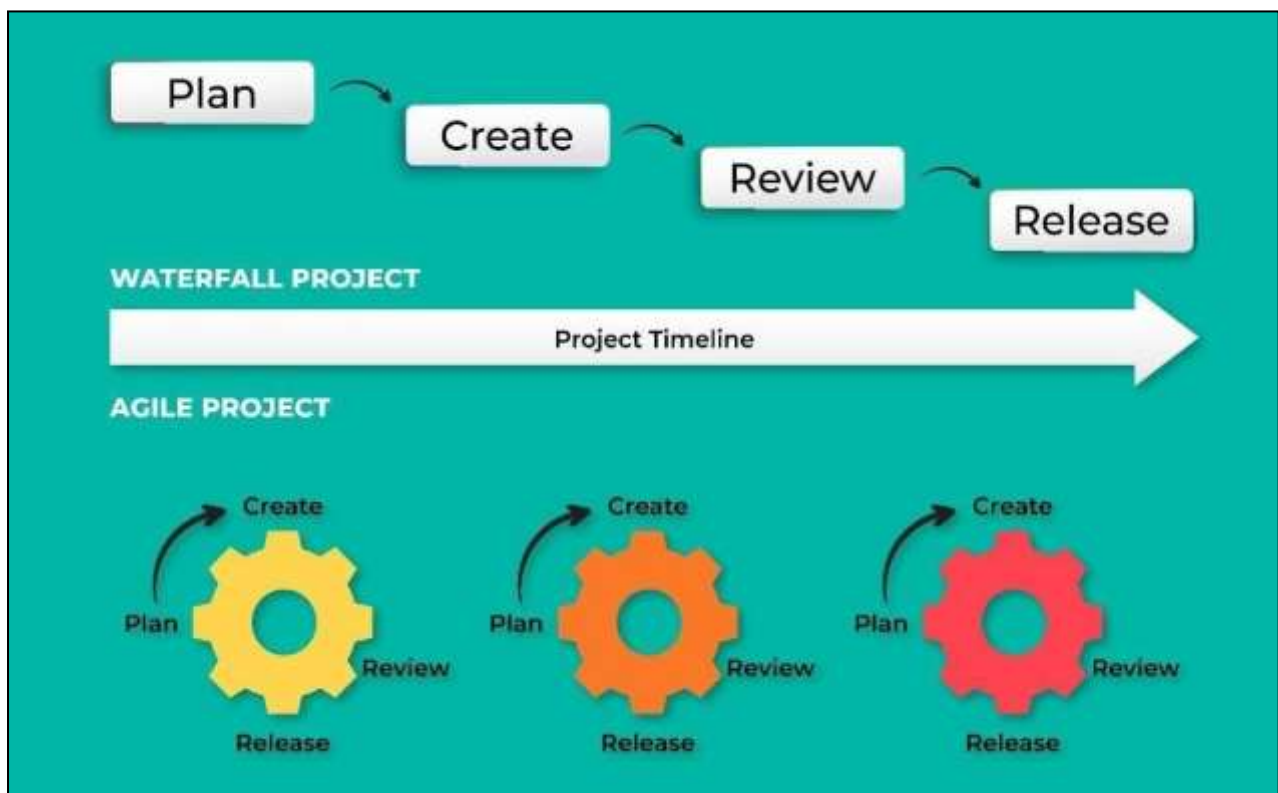 Plan
Create
Review
Release
WATERFALL PROJECT
Project Timeline
AGILE PROJECT
Create
Plan
Review
Release
Create
Plan
Review
Release
Create
Plan
Review
Release